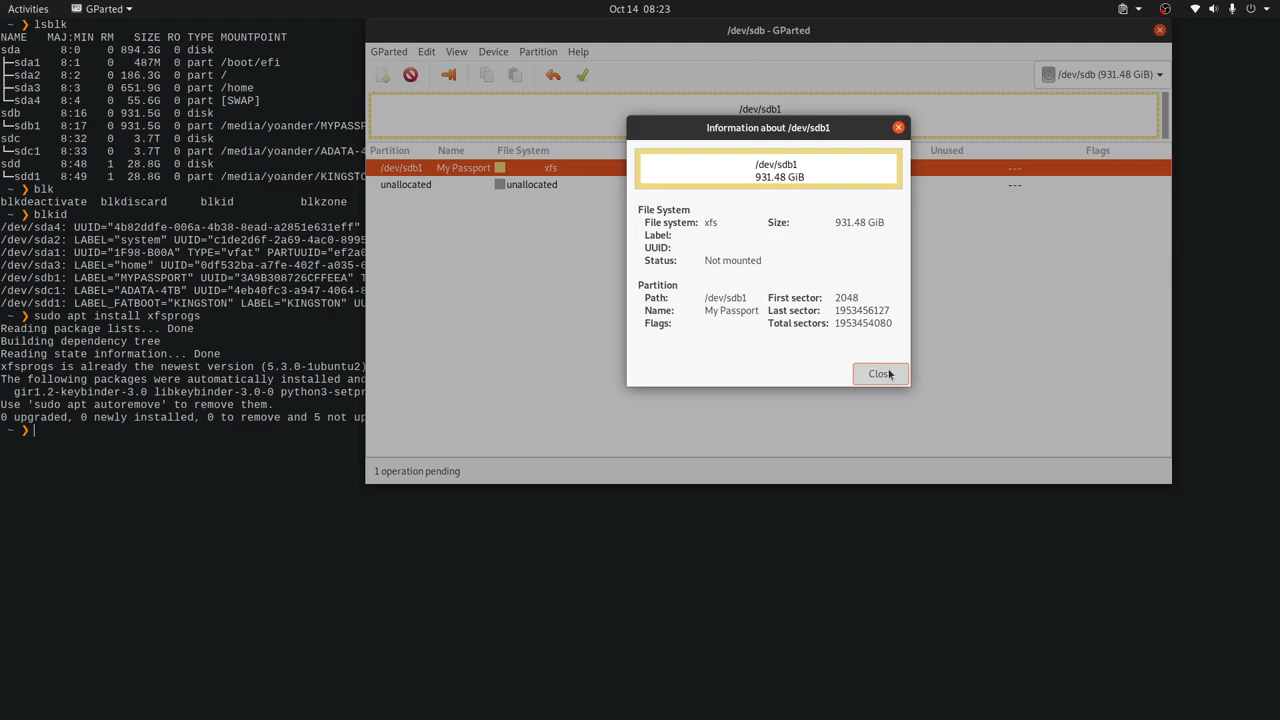 Activities GParted Oct 14 08:23
~ ❯ lsblk
NAME MAJ:MIN RM SIZE RO TYPE MOUNTPOINT
sda 8:0 0 894.3G 0 disk
├─sda1 8:1 0 487M 0 part /boot/efi
├─sda2 8:2 0 186.3G 0 part /
├─sda3 8:3 0 651.9G 0 part /home
└─sda4 8:4 0 55.6G 0 part [SWAP]
sdb 8:16 0 931.5G 0 disk
└─sdb1 8:17 0 931.5G 0 part /media/yoander/MYPASSP
sdc 8:32 0 3.7T 0 disk
└─sdc1 8:33 0 3.7T 0 part /media/yoander/ADATA-4
sdd 8:48 1 28.8G 0 disk
└─sdd1 8:49 1 28.8G 0 part /media/yoander/KINGSTO
~ ❯ blk
blkdeactivate blkdiscard blkid blkzone
~ ❯ blkid
/dev/sda4: UUID="4b82ddfe-006a-4b38-8ead-a2851e631eff"
/dev/sda2: LABEL="system" UUID="c1de2d6f-2a69-4ac0-8995
/dev/sda1: UUID="1F98-B00A" TYPE="vfat" PARTUUID="ef2a0
/dev/sda3: LABEL="home" UUID="0df532ba-a7fe-402f-a035-6
/dev/sdb1: LABEL="MYPASSPORT" UUID="3A9B308726CFFEEA" T
/dev/sdc1: LABEL="ADATA-4TB" UUID="4eb40fc3-a947-4064-8
/dev/sdd1: LABEL_FATBOOT="KINGSTON" LABEL="KINGSTON" UU
~ ❯ sudo apt install xfsprogs
Reading package lists... Done
Building dependency tree
Reading state information... Done
xfsprogs is already the newest version (5.3.0-1ubuntu2)
The following packages were automatically installed and
gir1.2-keybinder-3.0 libkeybinder-3.0-0 python3-setpr
Use 'sudo apt autoremove' to remove them.
0 upgraded, 0 newly installed, 0 to remove and 5 not up
~ ❯
/dev/sdb - GParted
GParted Edit View Device Partition Help
/dev/sdb (931.48 GiB)
/dev/sdb1
Partition Name File System Unused Flags
/dev/sdb1 My Passport xfs ---
unallocated unallocated ---
1 operation pending
Information about /dev/sdb1
/dev/sdb1
931.48 GiB
File System
File system: xfs Size: 931.48 GiB
Label:
UUID:
Status: Not mounted
Partition
Path: /dev/sdb1 First sector: 2048
Name: My Passport Last sector: 1953456127
Flags: Total sectors: 1953454080
Close